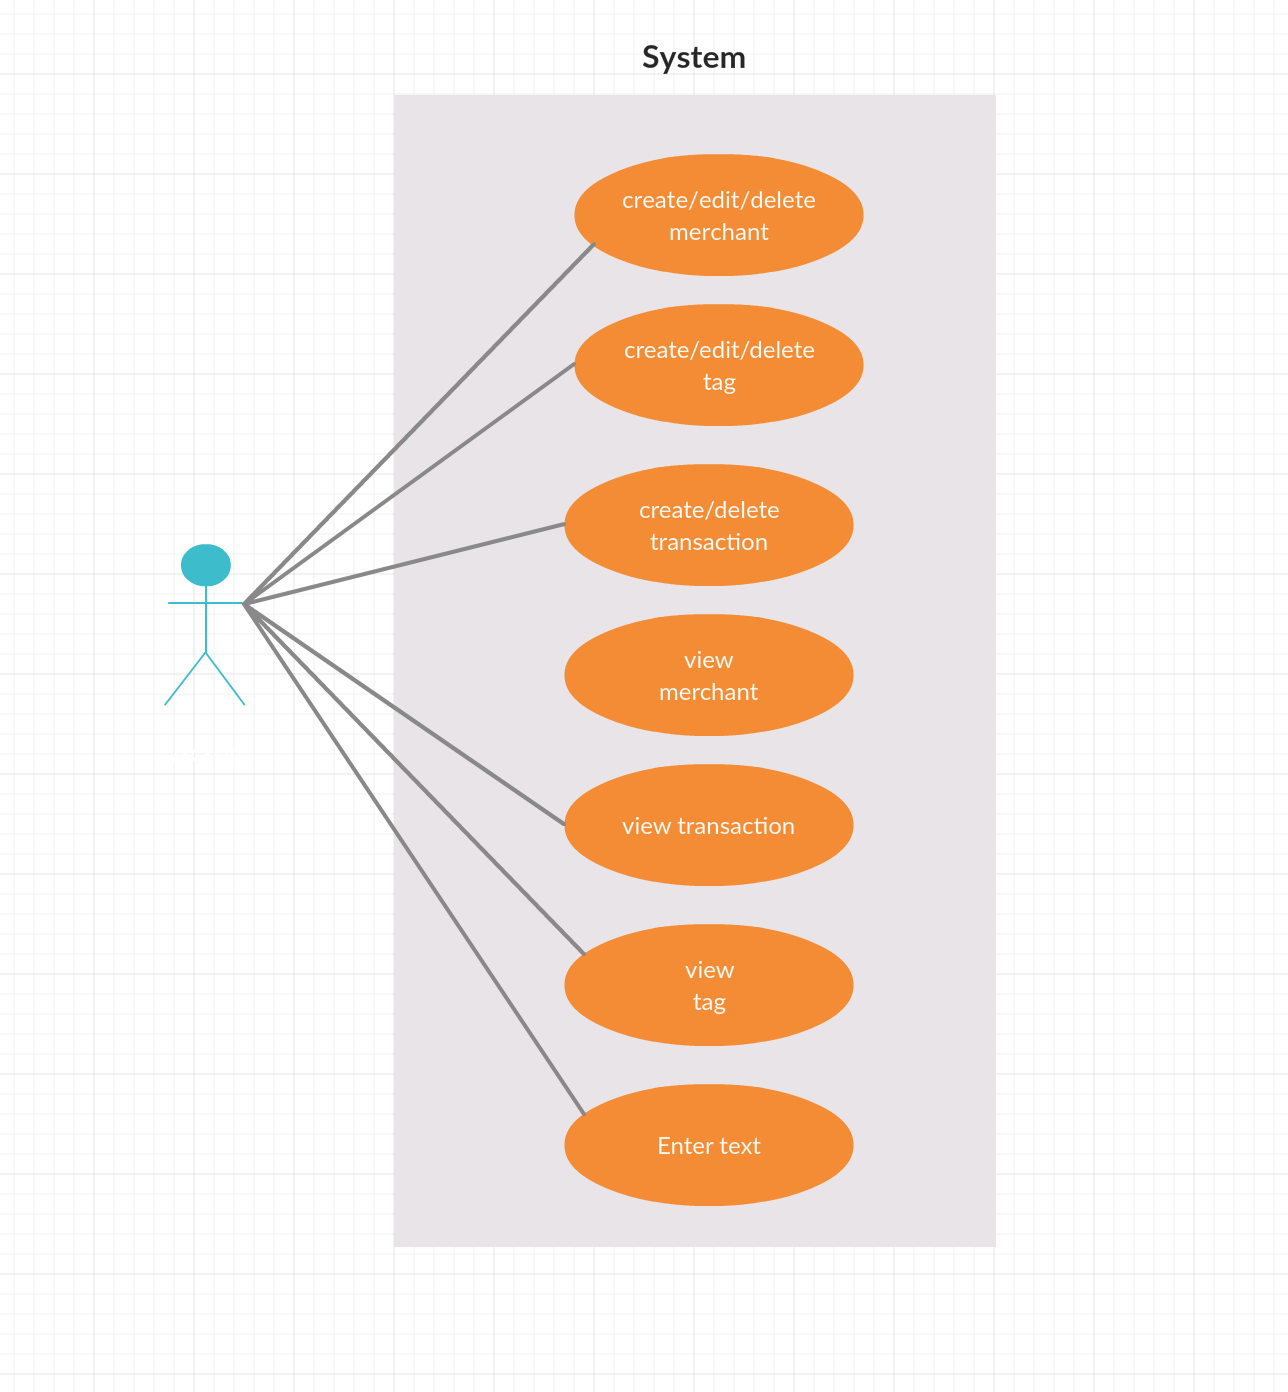 System
create/edit/delete
merchant
create/edit/delete
tag
create/delete
transaction
view
merchant
view transaction
view
tag
Enter text